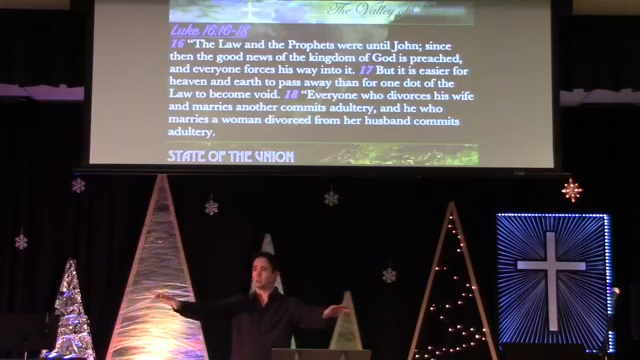 The Valley of
Luke 16:16-18
16 “The Law and the Prophets were until John; since
then the good news of the kingdom of God is preached,
and everyone forces his way into it. 17 But it is easier for
heaven and earth to pass away than for one dot of the
Law to become void. 18 “Everyone who divorces his wife
and marries another commits adultery, and he who
marries a woman divorced from her husband commits
adultery.
STATE OF THE UNION